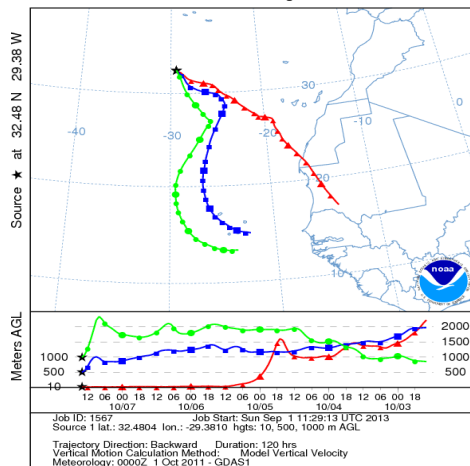 Source ★ at 32.48 N 29.38 W
30
-40
-30
-20
-10
30
20
10
noaa
Meters AGL
1000
500
10
2000
1500
1000
500
12 06 00 18 12 06 00 18 12 06 00 18 12 06 00 18 12 06 00 18
10/07 10/06 10/05 10/04 10/03
Job ID: 1567 Job Start: Sun Sep 1 11:29:13 UTC 2013
Source 1 lat.: 32.4804 lon.: -29.3810 hgts: 10, 500, 1000 m AGL
Trajectory Direction: Backward Duration: 120 hrs
Vertical Motion Calculation Method: Model Vertical Velocity
Meteorology: 0000Z 1 Oct 2011 - GDAS1